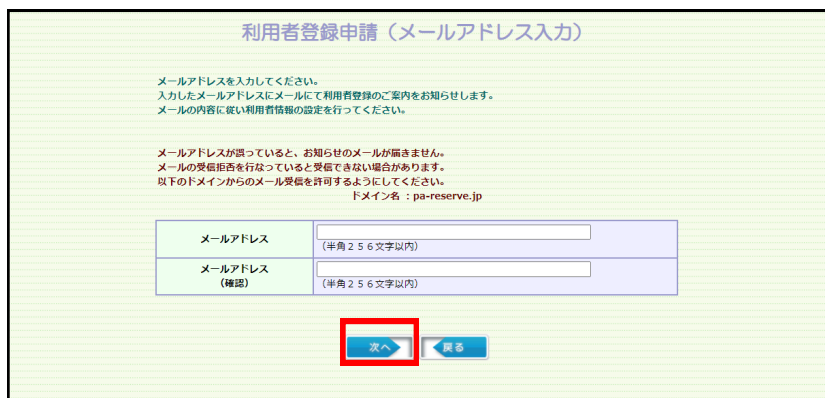 利用者登録申請（メールアドレス入力）
メールアドレスを入力してください。
入力したメールアドレスにメールにて利用者登録のご案内をお知らせします。
メールの内容に従い利用者情報の設定を行ってください。
メールアドレスが誤っていると、お知らせのメールが届きません。
メールの受信拒否を行なっていると受信できない場合があります。
以下のドメインからのメール受信を許可するようにしてください。
ドメイン名 ：pa-reserve.jp
メールアドレス
（半角２５６文字以内）
メールアドレス
（確認）
（半角２５６文字以内）
次へ 戻る